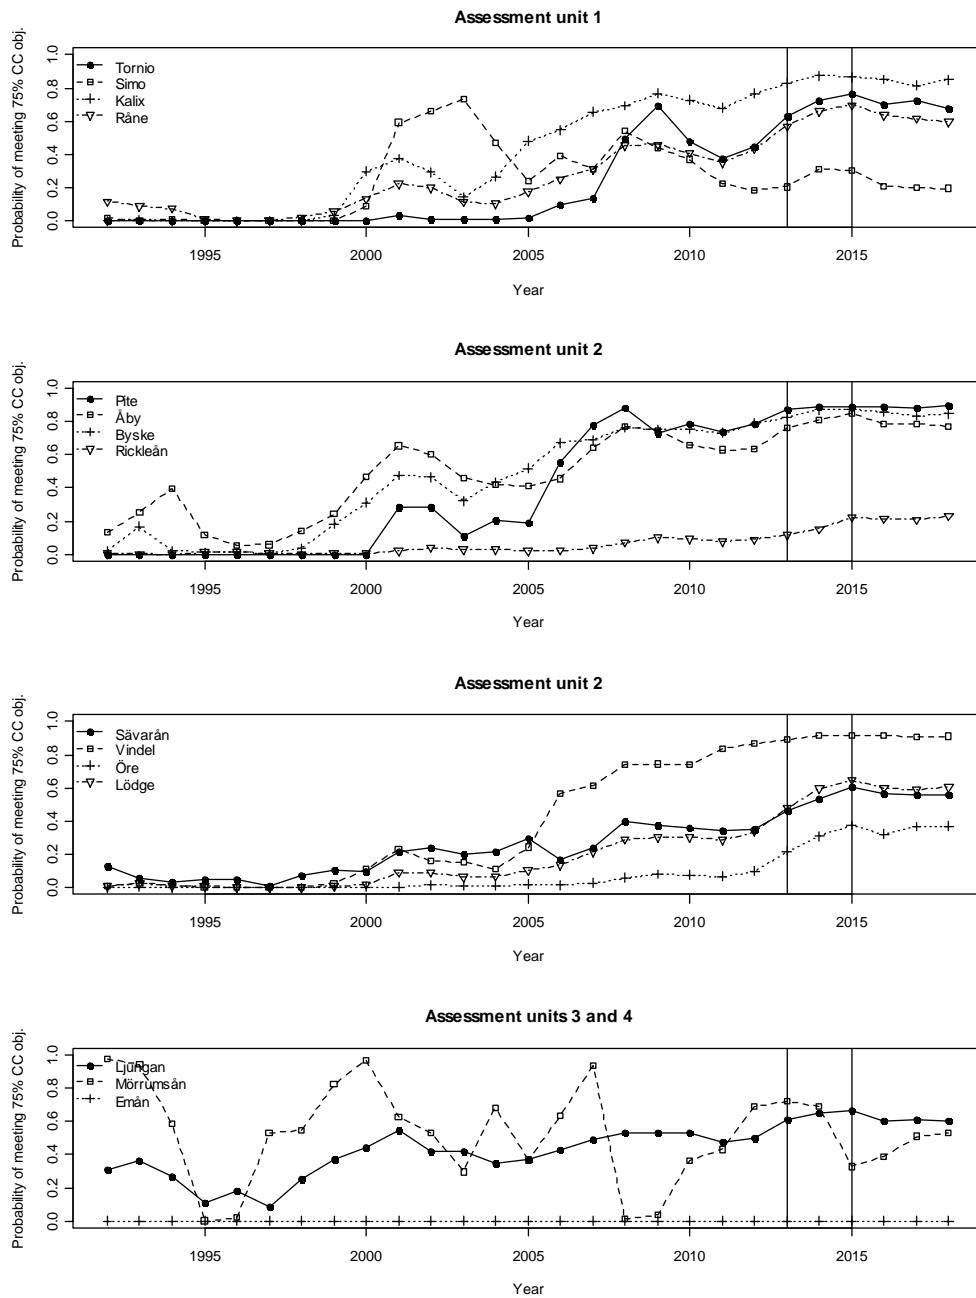 Assessment unit 1
Probability of meeting 75% CC obj.
1.0
0.8
0.6
0.4
0.2
0.0
Tornio
Simo
Kalix
Råne
1995 2000 2005 2010 2015
Year
Assessment unit 2
Probability of meeting 75% CC obj.
1.0
0.8
0.6
0.4
0.2
0.0
Pite
Åby
Byske
Rickleån
1995 2000 2005 2010 2015
Year
Assessment unit 2
Probability of meeting 75% CC obj.
1.0
0.8
0.6
0.4
0.2
0.0
Sävarån
Vindel
Öre
Lödge
1995 2000 2005 2010 2015
Year
Assessment units 3 and 4
Probability of meeting 75% CC obj.
1.0
0.8
0.6
0.4
0.2
0.0
Ljungan
Mörrumsån
Emån
1995 2000 2005 2010 2015
Year